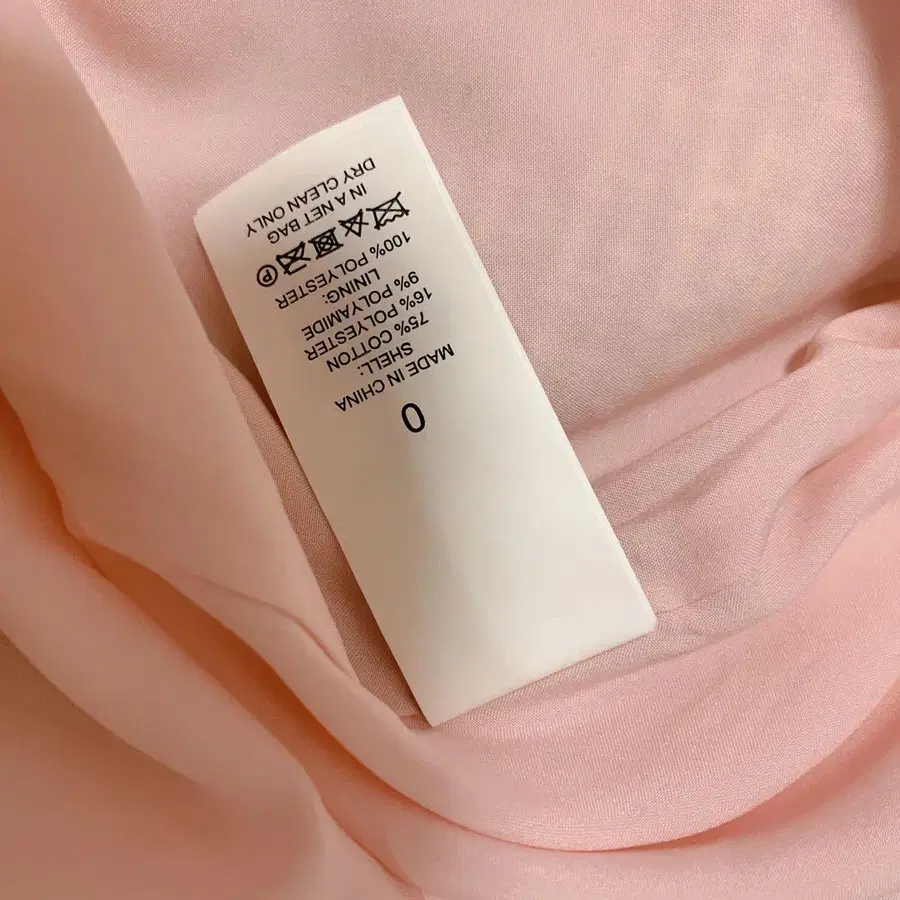 0
MADE IN CHINA
SHELL:
75% COTTON
16% POLYESTER
9% POLYAMIDE
LINING:
100% POLYESTER
P
IN A NET BAG
DRY CLEAN ONLY